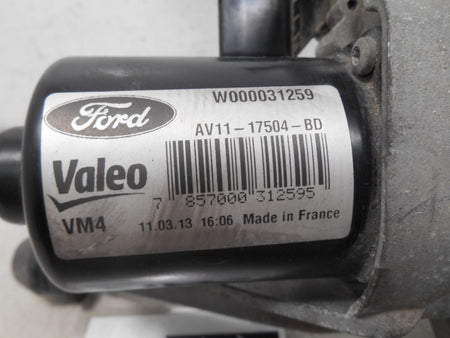 Ford
W000031259
AV11-17504-BD
Valeo
7 857000 312595
VM4
11.03.13 16:06 Made in France